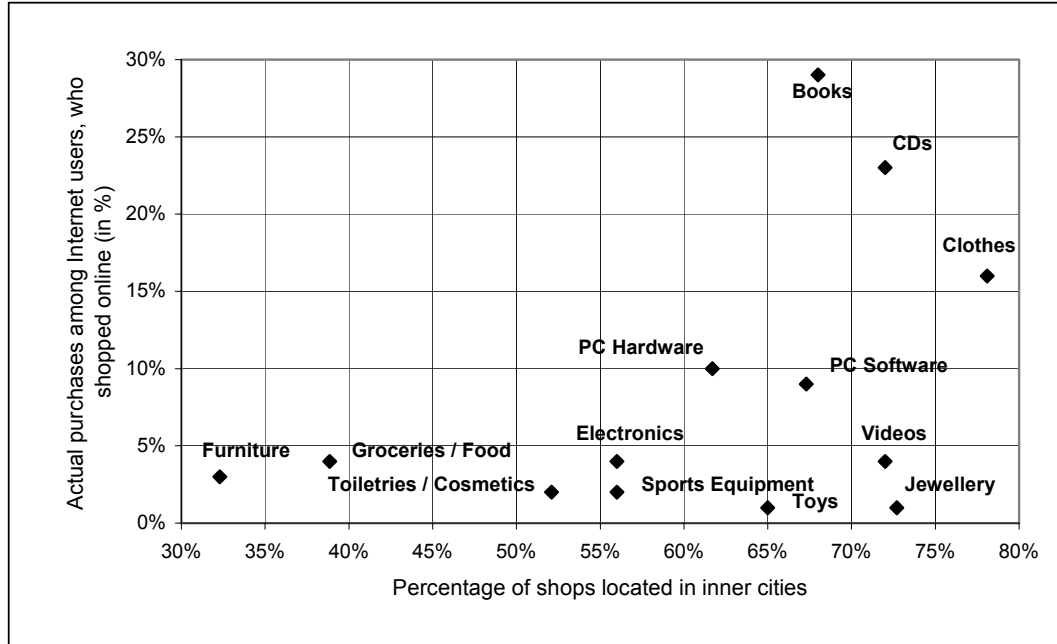 Actual purchases among Internet users, who
shopped online (in %)
30%
25%
20%
15%
10%
5%
0%
Books
CDs
Clothes
PC Hardware
PC Software
Furniture
Groceries / Food
Electronics
Videos
Toiletries / Cosmetics
Sports Equipment
Toys
Jewellery
30% 35% 40% 45% 50% 55% 60% 65% 70% 75% 80%
Percentage of shops located in inner cities